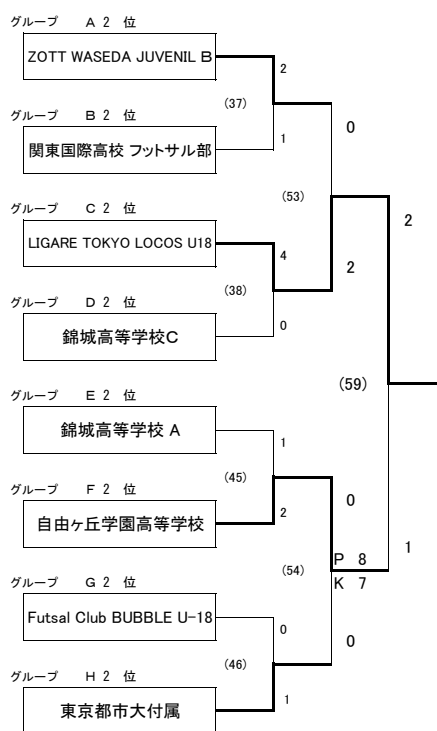 グループ A 2 位
ZOTT WASEDA JUVENIL B
2
(37)
0
グループ B 2 位
1
関東国際高校 フットサル部
(53)
グループ C 2 位
2
LIGARE TOKYO LOCOS U18
4
2
(38)
グループ D 2 位
0
錦城高等学校C
(59)
グループ E 2 位
錦城高等学校 A
1
(45)
グループ F 2 位
0
2
自由ヶ丘学園高等学校
1
P 8
(54)
グループ G 2 位
K 7
Futsal Club BUBBLE U-18
0
0
(46)
グループ H 2 位
1
東京都市大付属